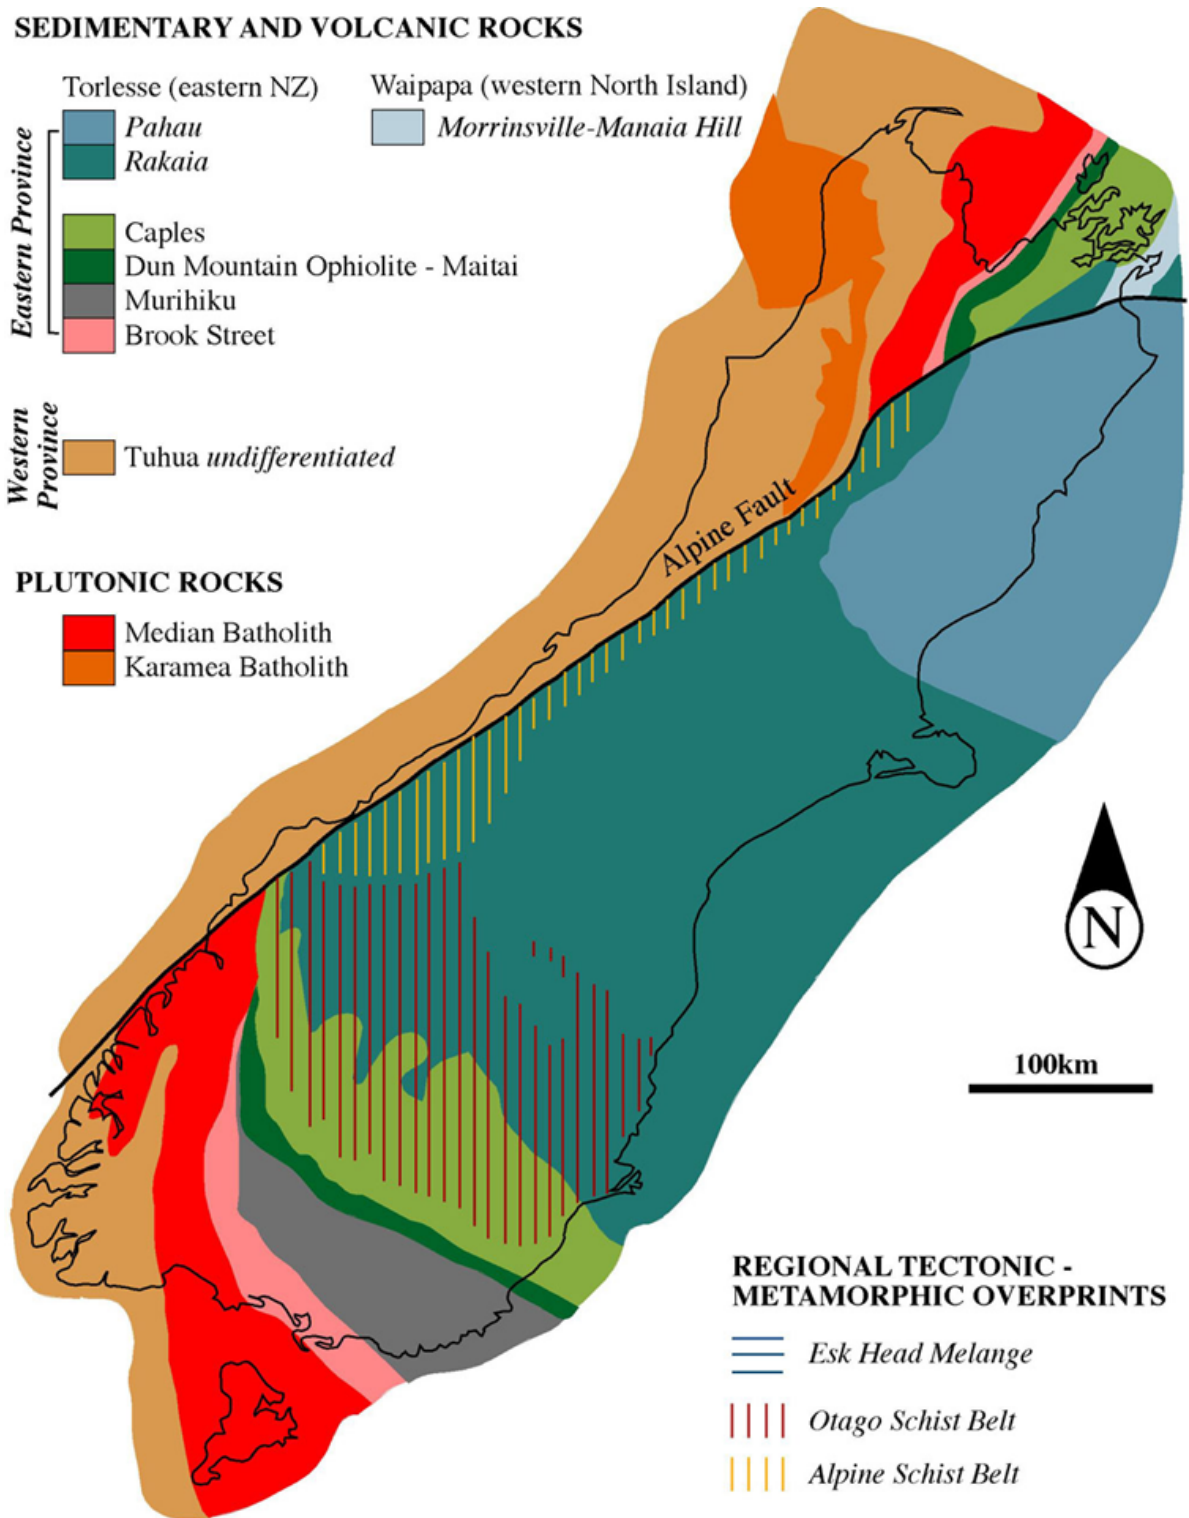 SEDIMENTARY AND VOLCANIC ROCKS
Torlesse (eastern NZ)
Pahau
Rakaia
Waipapa (western North Island)
Morrinsville-Manaia Hill
Eastern Province
Caples
Dun Mountain Ophiolite - Maitai
Murihiku
Brook Street
Western
Province
Tuhua undifferentiated
PLUTONIC ROCKS
Median Batholith
Karamea Batholith
Alpine Fault
N
100km
REGIONAL TECTONIC -
METAMORPHIC OVERPRINTS
Esk Head Melange
Otago Schist Belt
Alpine Schist Belt